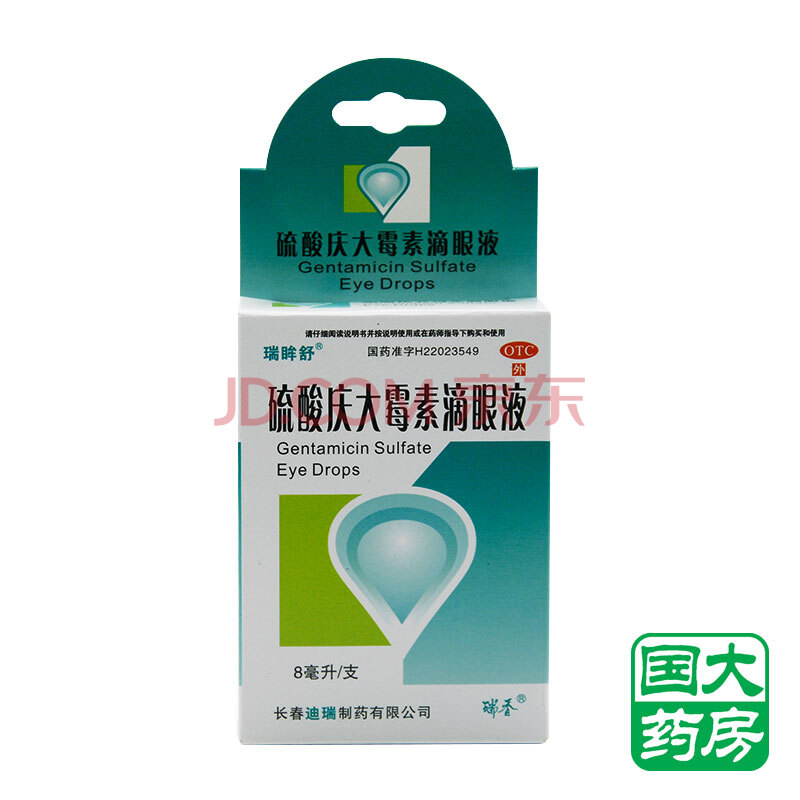 硫酸庆大霉素滴眼液
Gentamicin Sulfate
Eye Drops
请仔细阅读说明书并按说明使用或在药师指导下购买和使用
瑞眸舒®
国药准字H22023549
OTC
外
JD.COM 京东
硫酸庆大霉素滴眼液
Gentamicin Sulfate
Eye Drops
8毫升/支
长春迪瑞制药有限公司
瑞春®
国大
药房